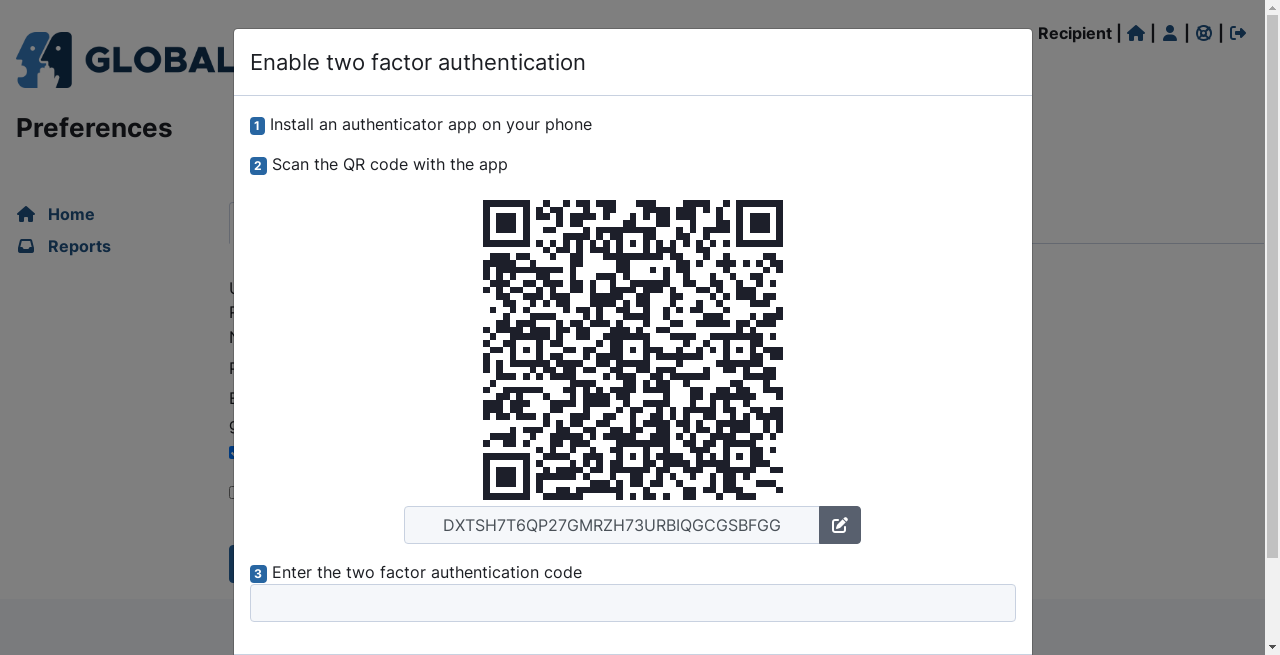 GLOBAL
Recipient | | | |
Preferences
Home
Reports
Enable two factor authentication
1 Install an authenticator app on your phone
2 Scan the QR code with the app
DXTSH7T6QP27GMRZH73URBIQGCGSBFGG
3 Enter the two factor authentication code